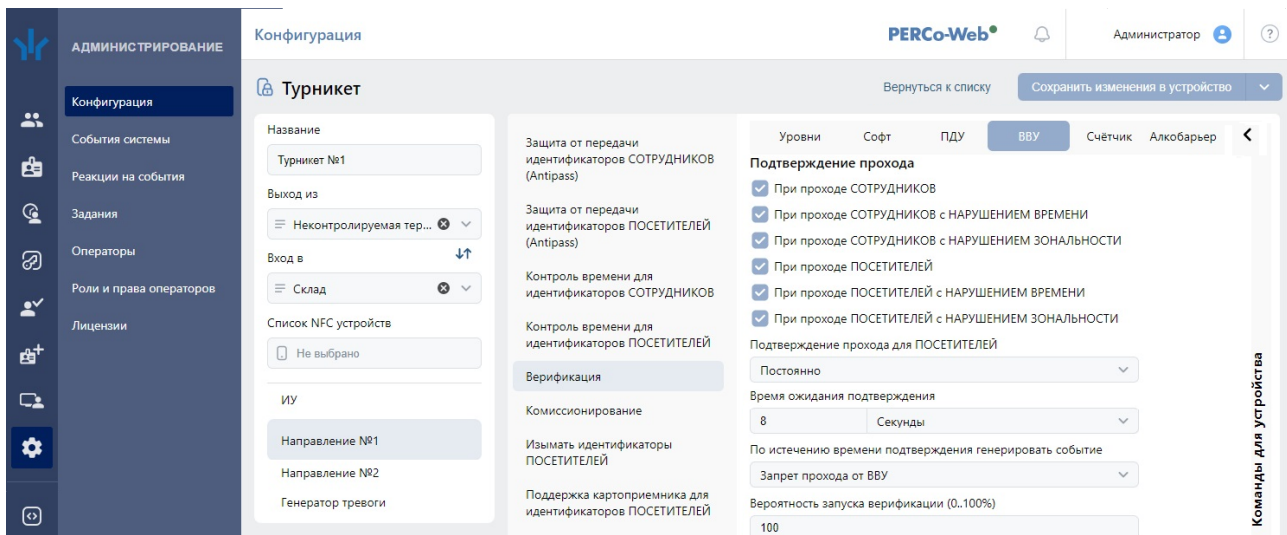 АДМИНИСТРИРОВАНИЕ
Конфигурация
События системы
Реакции на события
Задания
Операторы
Роли и права операторов
Лицензии
Конфигурация
PERCo-Web
Администратор
?
Турникет
Вернуться к списку
Сохранить изменения в устройство
Название
Турникет №1
Выход из
Неконтролируемая тер...
Вход в
Склад
Список NFC устройств
Не выбрано
ИУ
Направление №1
Направление №2
Генератор тревоги
Защита от передачи
идентификаторов СОТРУДНИКОВ
(Antipass)
Защита от передачи
идентификаторов ПОСЕТИТЕЛЕЙ
(Antipass)
Контроль времени для
идентификаторов СОТРУДНИКОВ
Контроль времени для
идентификаторов ПОСЕТИТЕЛЕЙ
Верификация
Комиссионирование
Изымать идентификаторы
ПОСЕТИТЕЛЕЙ
Поддержка картоприемника для
идентификаторов ПОСЕТИТЕЛЕЙ
Уровни Софт ПДУ ВВУ Счётчик Алкобарьер
Подтверждение прохода
При проходе СОТРУДНИКОВ
При проходе СОТРУДНИКОВ с НАРУШЕНИЕМ ВРЕМЕНИ
При проходе СОТРУДНИКОВ с НАРУШЕНИЕМ ЗОНАЛЬНОСТИ
При проходе ПОСЕТИТЕЛЕЙ
При проходе ПОСЕТИТЕЛЕЙ с НАРУШЕНИЕМ ВРЕМЕНИ
При проходе ПОСЕТИТЕЛЕЙ с НАРУШЕНИЕМ ЗОНАЛЬНОСТИ
Подтверждение прохода для ПОСЕТИТЕЛЕЙ
Постоянно
Время ожидания подтверждения
8 Секунды
По истечению времени подтверждения генерировать событие
Запрет прохода от ВВУ
Вероятность запуска верификации (0..100%)
100
Команды для устройства